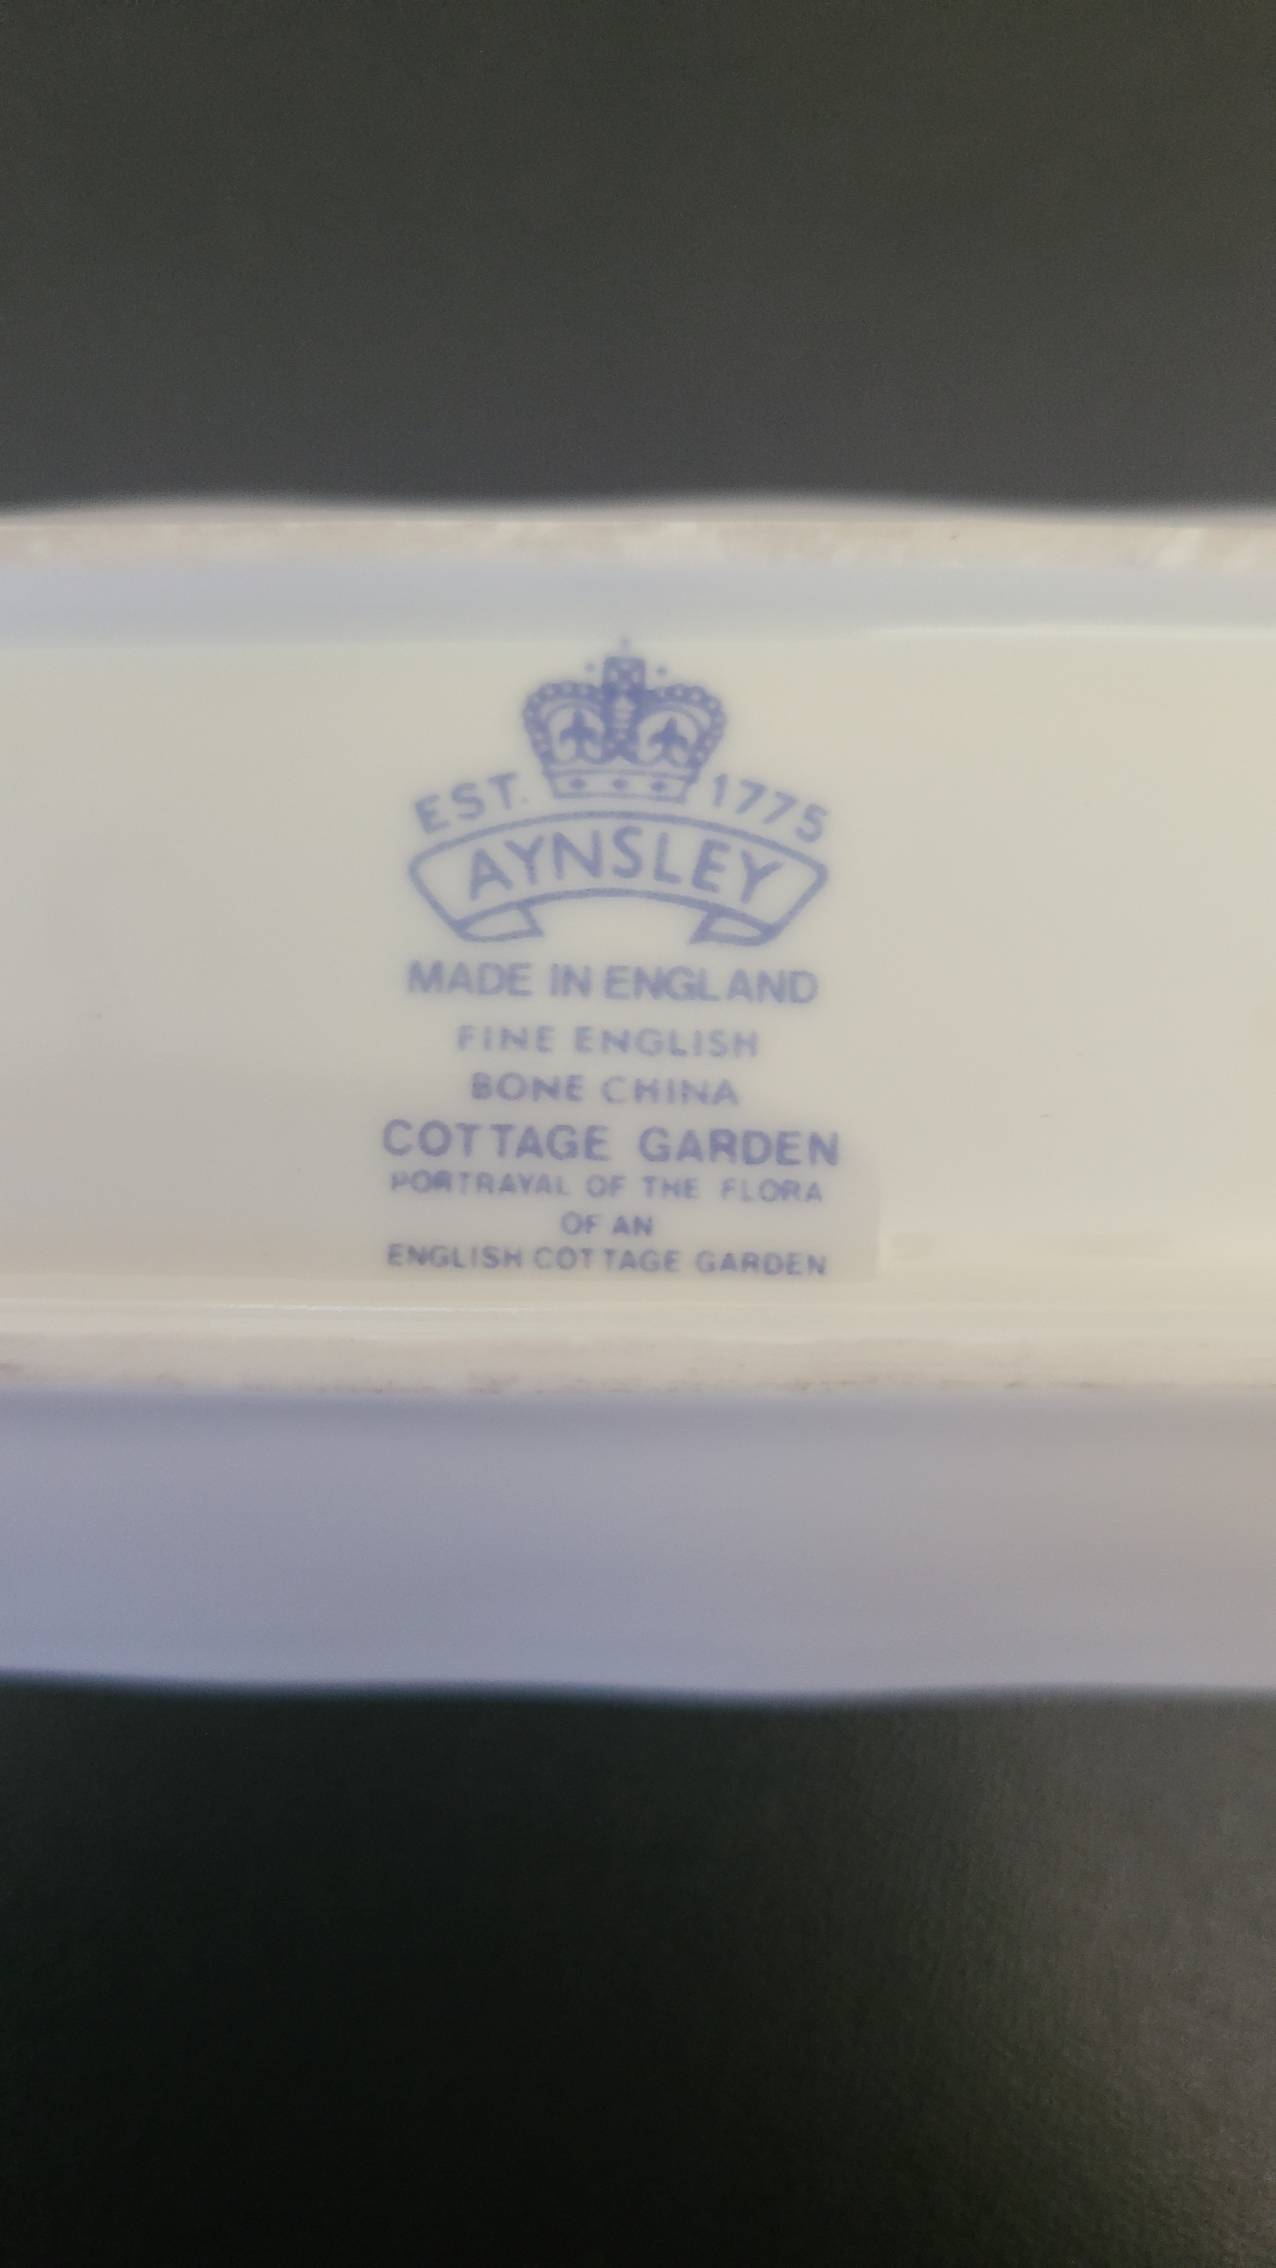 EST. 1775
AYNSLEY
MADE IN ENGLAND
FINE ENGLISH
BONE CHINA
COTTAGE GARDEN
PORTRAYAL OF THE FLORA
OF AN
ENGLISH COTTAGE GARDEN